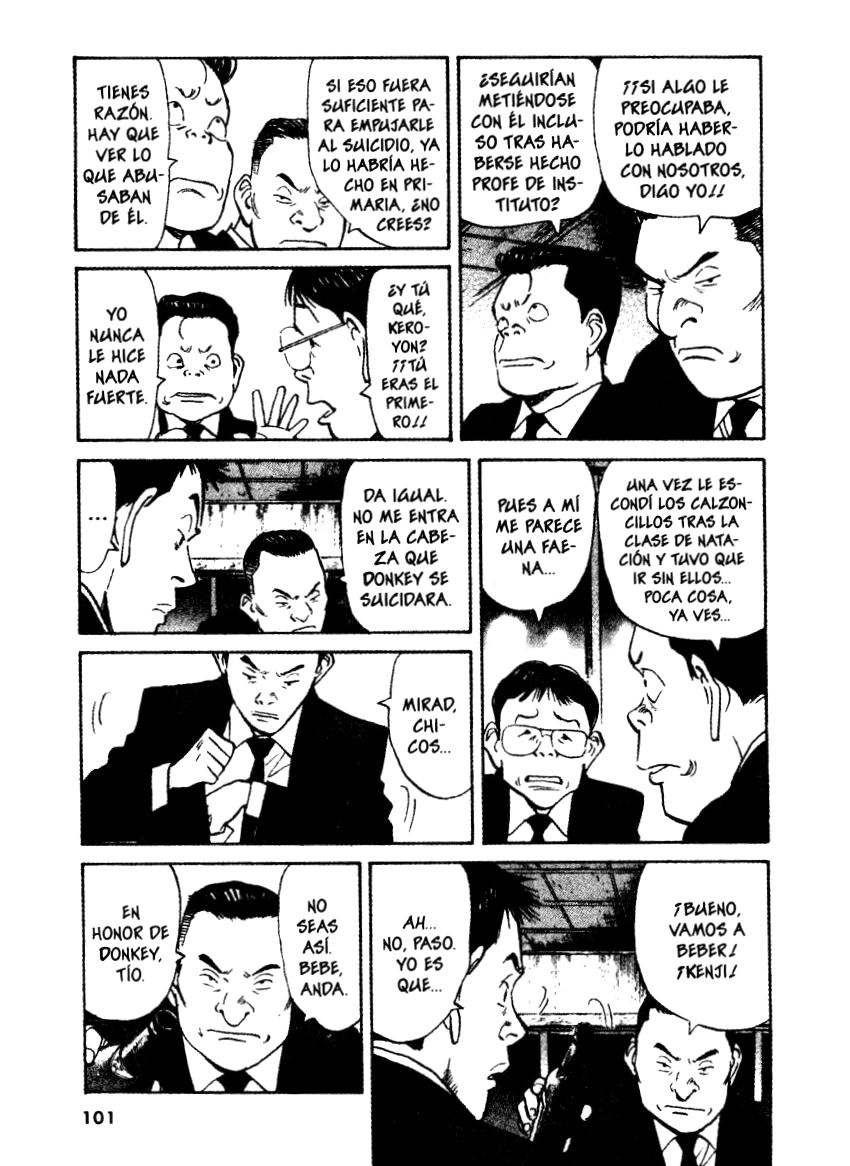 ¡¡SI ALGO LE
PREOCUPABA,
PODRÍA HABER-
LO HABLADO
CON NOSOTROS,
DIGO YO!!
¿SEGUIRÍAN
METIÉNDOSE
CON ÉL INCLU-
SO TRAS HA-
BERSE HECHO
PROFE DE INS-
TITUTO?
SI ESO FUERA
SUFICIENTE PA-
RA EMPUJARLE
AL SUICIDIO, YA
LO HABRÍA HE-
CHO EN PRI-
MARIA, ¿NO
CREES?
TIENES
RAZÓN.
HAY QUE
VER LO
QUE ABU-
SABAN
DE ÉL.
¿Y TÚ
QUÉ,
KERO-
YON?
¡¡TÚ
ERAS EL
PRIME-
RO!!
YO
NUNCA
LE HICE
NADA
FUERTE.
UNA VEZ LE ES-
CONDÍ LOS CALZON-
CILLOS TRAS LA
CLASE DE NATA-
CIÓN Y TUVO QUE
IR SIN ELLOS...
POCA COSA,
YA VES...
PUES A MÍ
ME PARECE
UNA FAE-
NA...
DA IGUAL.
NO ME ENTRA
EN LA CABE-
ZA QUE
DONKEY SE
SUICIDARA.
...
MIRAD,
CHI-
COS...
¡BUENO,
VAMOS A
BEBER!
¡KENJI!
AH...
NO, PASO.
YO ES
QUE...
NO
SEAS
ASÍ.
BEBE,
ANDA.
EN
HONOR DE
DONKEY,
TÍO.
101